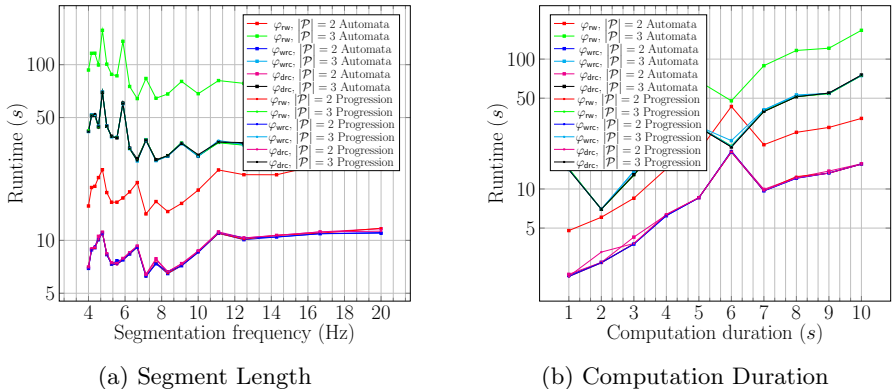 100
50
10
5
Runtime (s)
4 6 8 10 12 14 16 18 20
Segmentation frequency (Hz)
φrw, |P| = 2 Automata
φrw, |P| = 3 Automata
φwrc, |P| = 2 Automata
φwrc, |P| = 3 Automata
φdrc, |P| = 2 Automata
φdrc, |P| = 3 Automata
φrw, |P| = 2 Progression
φrw, |P| = 3 Progression
φwrc, |P| = 2 Progression
φwrc, |P| = 3 Progression
φdrc, |P| = 2 Progression
φdrc, |P| = 3 Progression
(a) Segment Length
100
50
10
5
Runtime (s)
1 2 3 4 5 6 7 8 9 10
Computation duration (s)
φrw, |P| = 2 Automata
φrw, |P| = 3 Automata
φwrc, |P| = 2 Automata
φwrc, |P| = 3 Automata
φdrc, |P| = 2 Automata
φdrc, |P| = 3 Automata
φrw, |P| = 2 Progression
φrw, |P| = 3 Progression
φwrc, |P| = 2 Progression
φwrc, |P| = 3 Progression
φdrc, |P| = 2 Progression
φdrc, |P| = 3 Progression
(b) Computation Duration